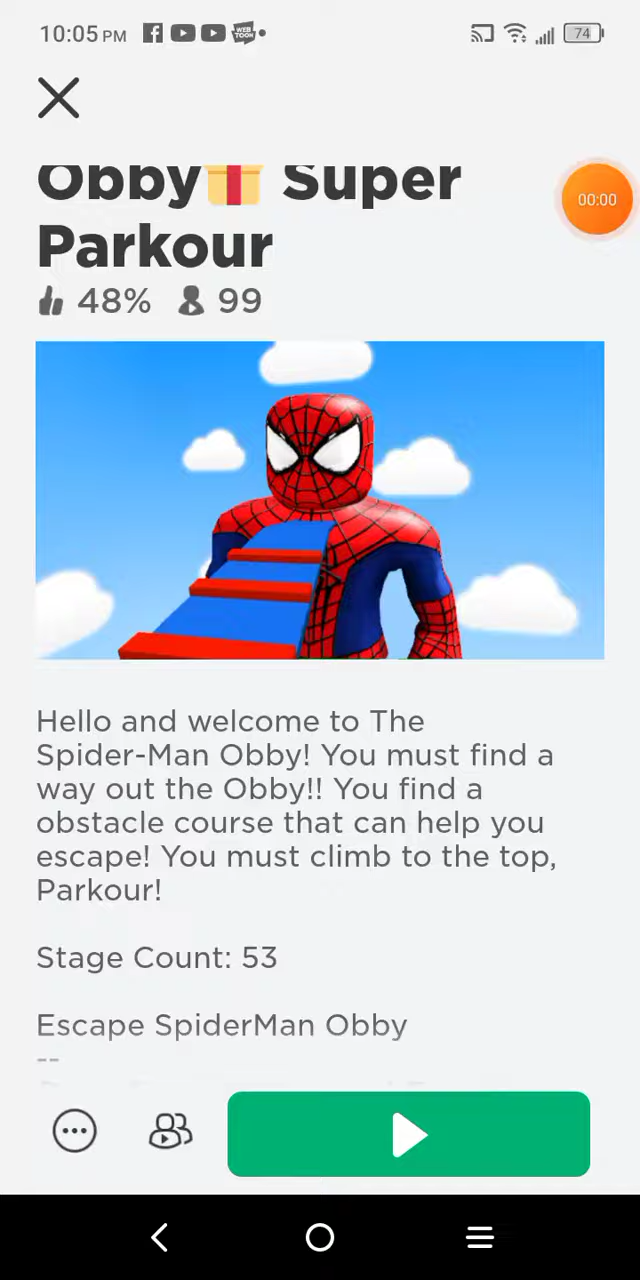 10:05 PM WEB TOON 74
Obby🎁 Super
00:00
Parkour
48% 99
Hello and welcome to The
Spider-Man Obby! You must find a
way out the Obby!! You find a
obstacle course that can help you
escape! You must climb to the top,
Parkour!
Stage Count: 53
Escape SpiderMan Obby
--